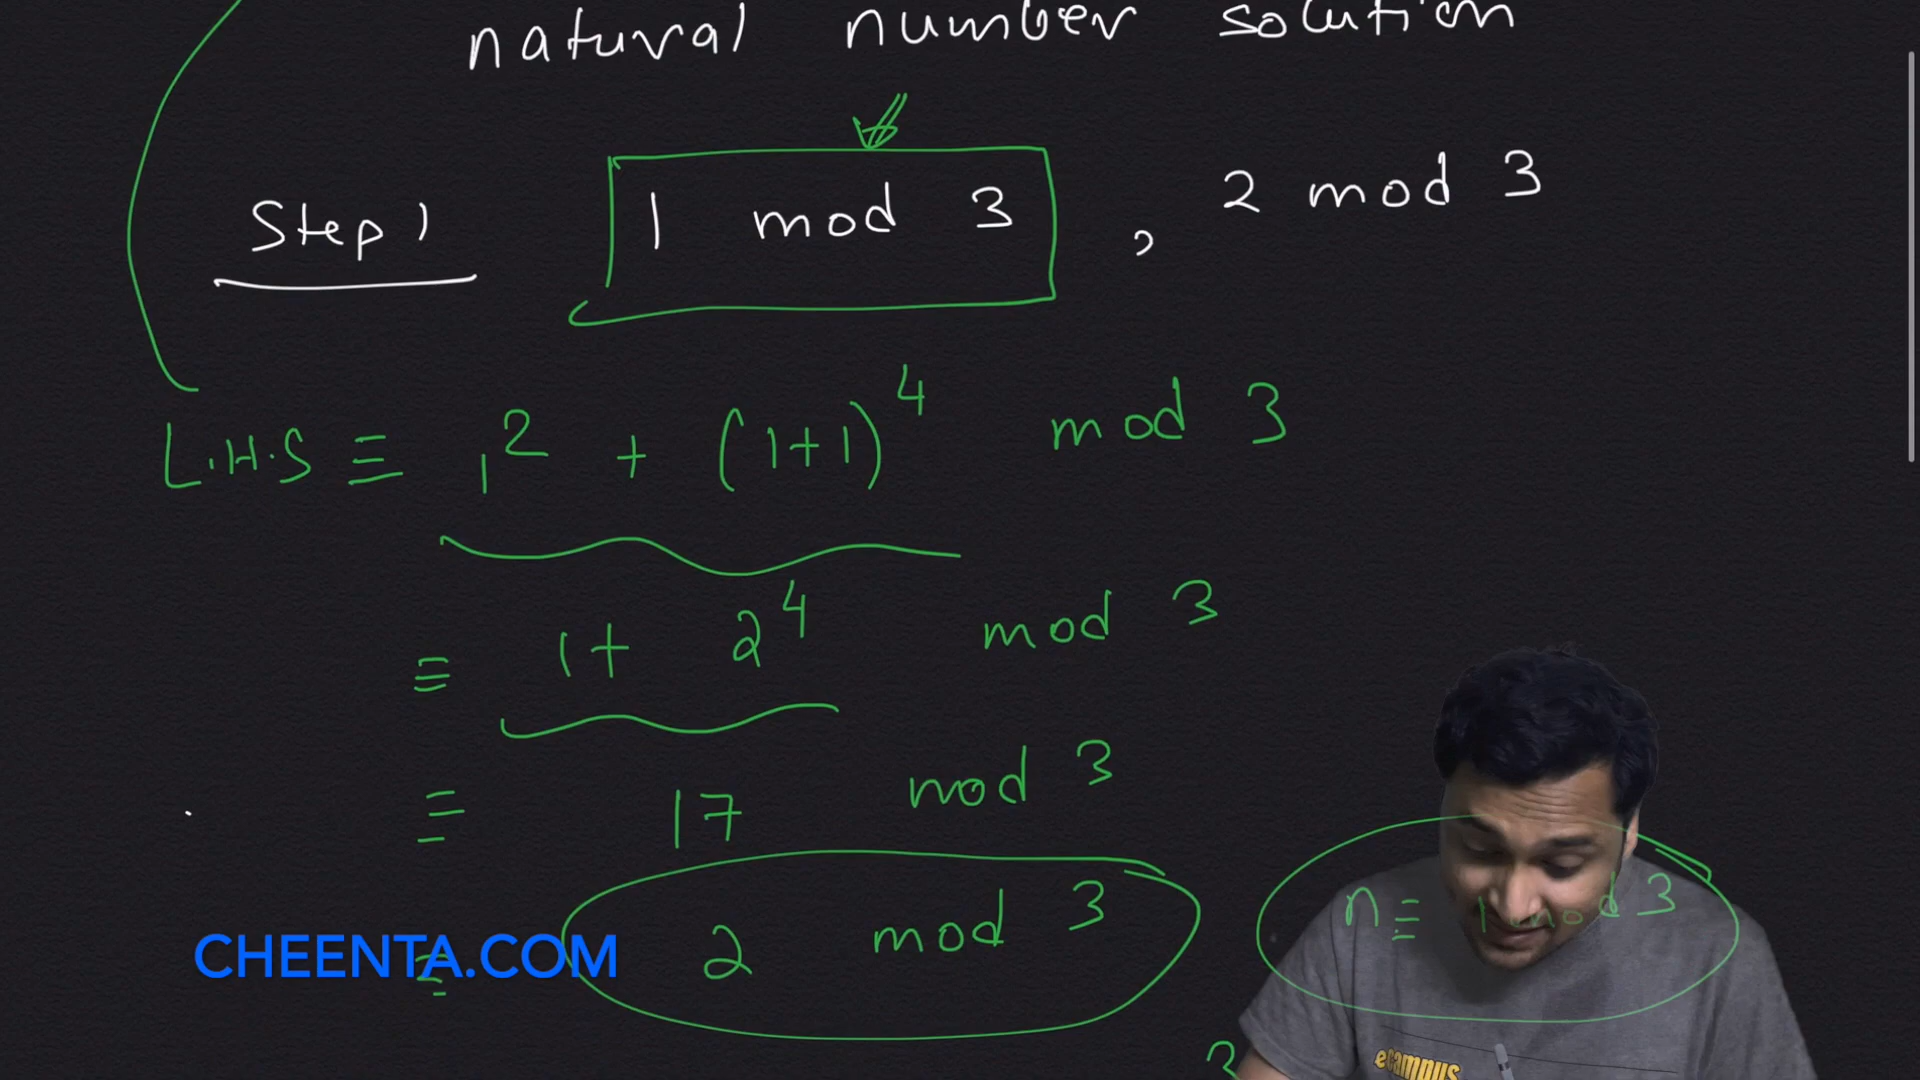 natural number solution
Step 1 1 mod 3 , 2 mod 3
L.H.S ≡ 1² + (1+1)⁴ mod 3
≡ 1+ 2⁴ mod 3
≡ 17 mod 3
≡ 2 mod 3
n ≡ 1 mod 3
CHEENTA.COM
ecampus